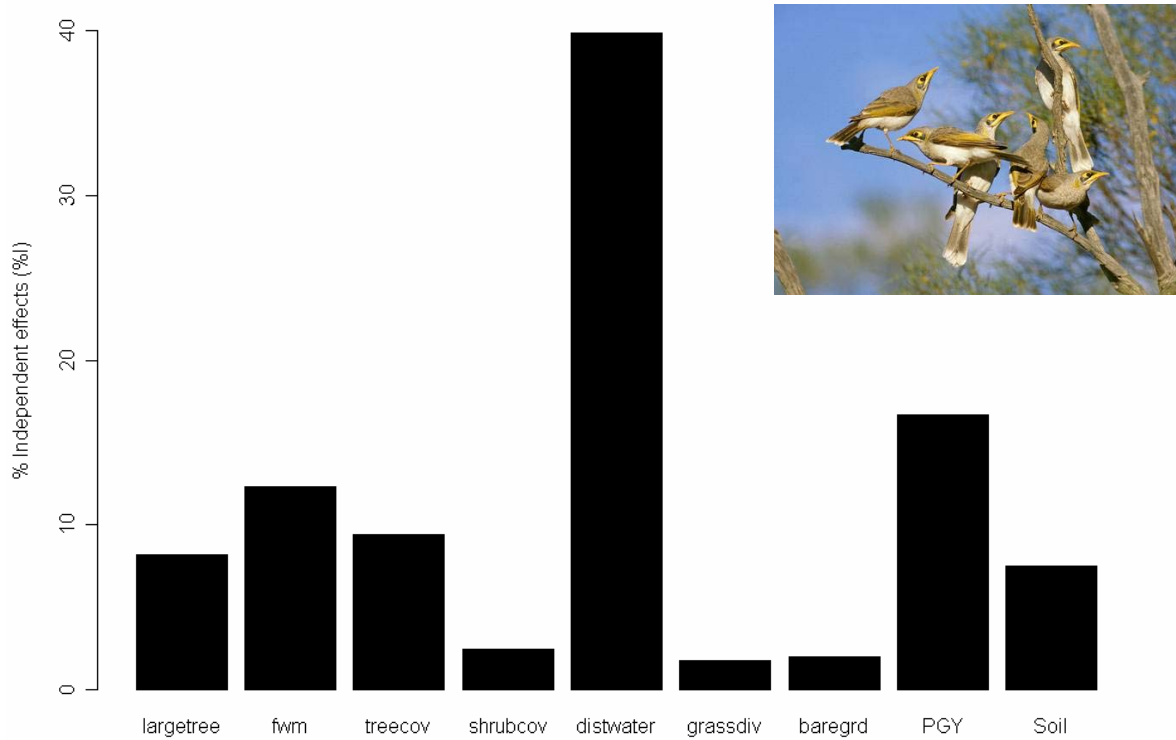 % Independent effects (%I)
40
30
20
10
0
largetree fwm treecov shrubcov distwater grassdiv baregrd PGY Soil